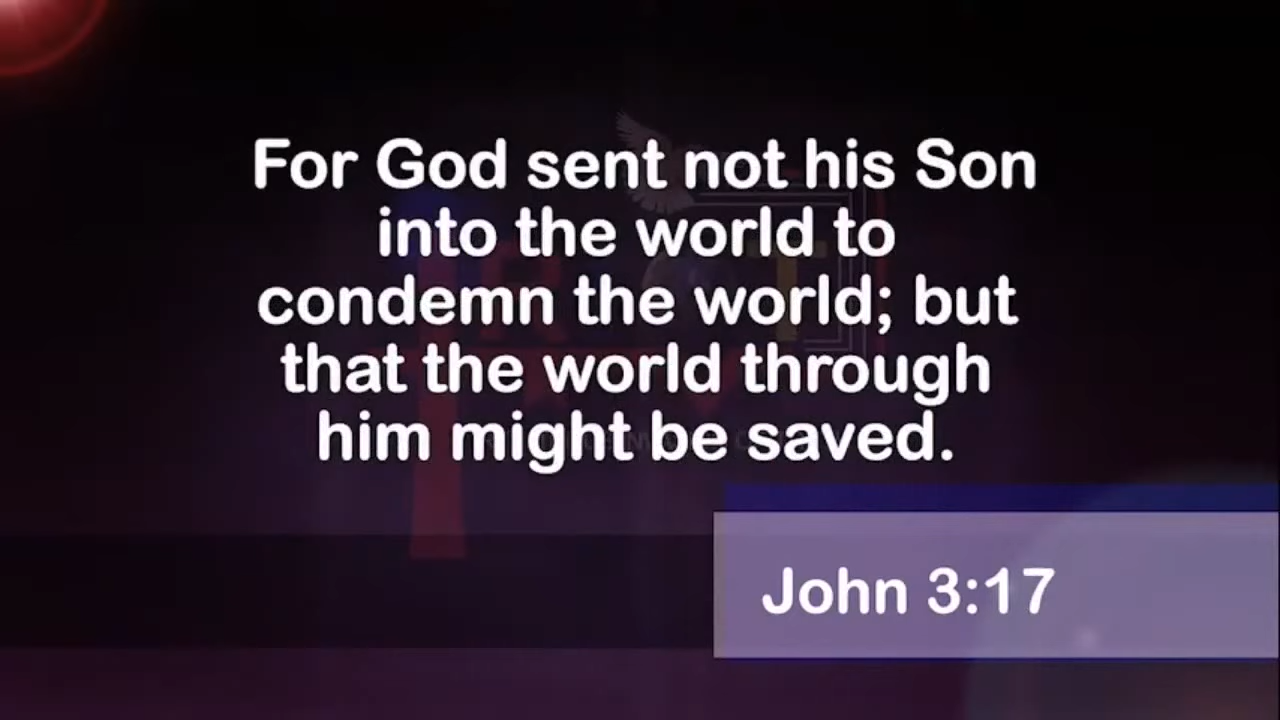 For God sent not his Son
into the world to
condemn the world; but
that the world through
him might be saved.
John 3:17